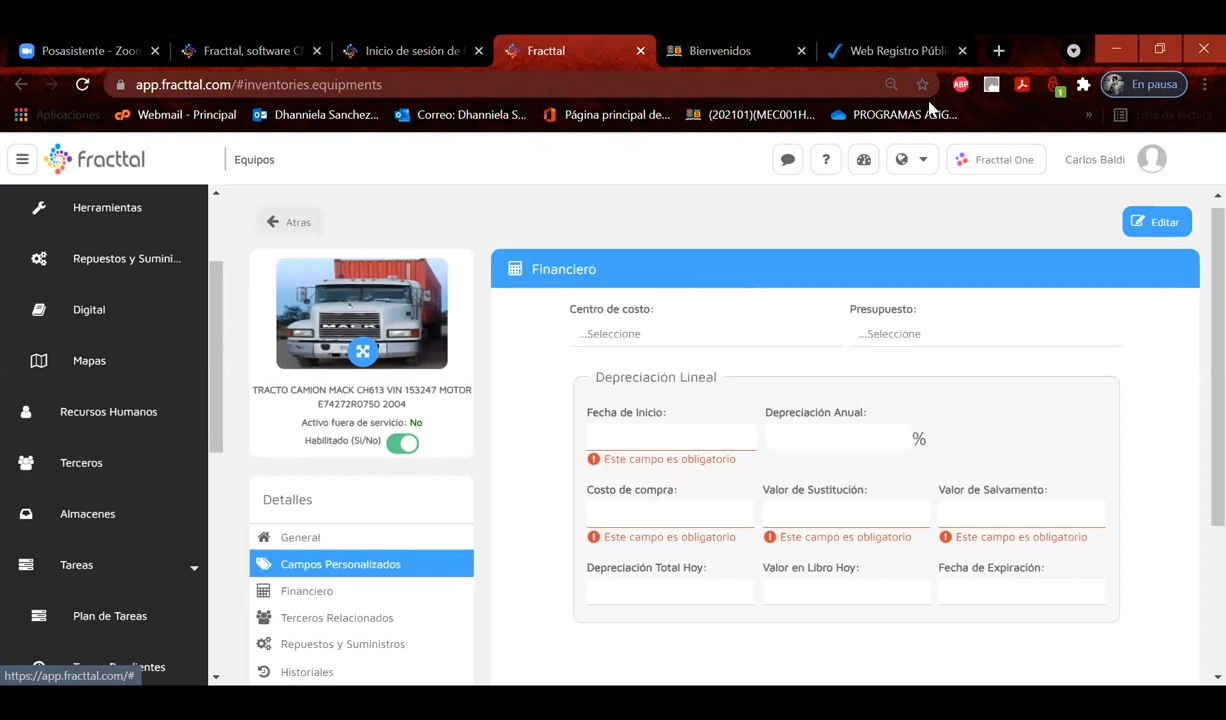 Posasistente - Zoom
Fracttal, software C
Inicio de sesión de
Fracttal
Bienvenidos
Web Registro Públi
app.fracttal.com/#inventories.equipments
ABP
1
En pausa
Aplicaciones
Webmail - Principal
Dhanniela Sanchez...
Correo: Dhanniela S...
Página principal de...
(202101)(MEC001H...
PROGRAMAS ASIG...
»
Lista de lectura
fracttal
Equipos
?
Fracttal One
Carlos Baldi
Herramientas
Repuestos y Sumini...
Digital
Mapas
Recursos Humanos
Terceros
Almacenes
Tareas
Plan de Tareas
https://app.fracttal.com/#
Atras
Editar
MACK
TRACTO CAMION MACK CH613 VIN 153247 MOTOR
E74272R0750 2004
Activo fuera de servicio: No
Habilitado (Si/No)
Detalles
General
Campos Personalizados
Financiero
Terceros Relacionados
Repuestos y Suministros
Historiales
Financiero
Centro de costo:
Presupuesto:
...Seleccione
...Seleccione
Depreciación Lineal
Fecha de Inicio:
Depreciación Anual:
%
Este campo es obligatorio
Costo de compra:
Valor de Sustitución:
Valor de Salvamento:
Este campo es obligatorio
Este campo es obligatorio
Este campo es obligatorio
Depreciación Total Hoy:
Valor en Libro Hoy:
Fecha de Expiración: